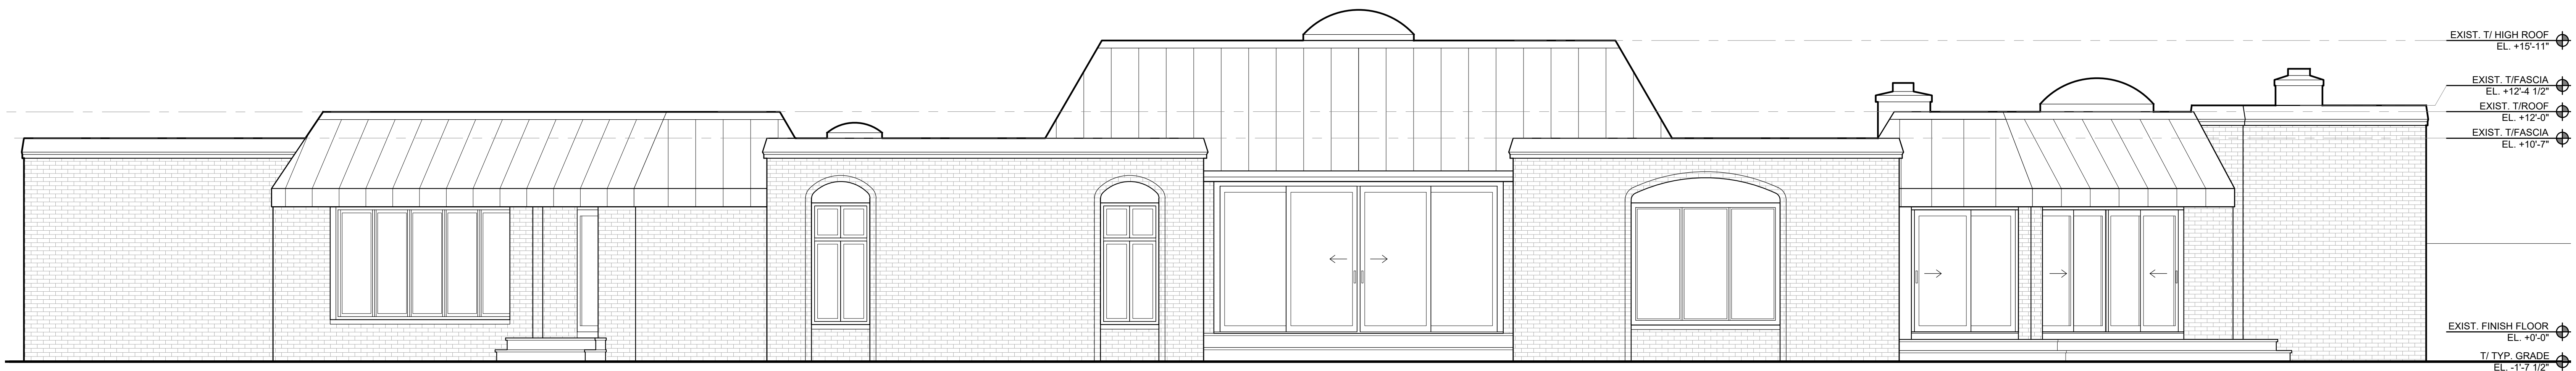 EXIST. T/ HIGH ROOF
EL. +15'-11"
EXIST. T/FASCIA
EL. +12'-4 1/2"
EXIST. T/ROOF
EL. +12'-0"
EXIST. T/FASCIA
EL. +10'-7"
EXIST. FINISH FLOOR
EL. +0'-0"
T/ TYP. GRADE
EL. -1'-7 1/2"